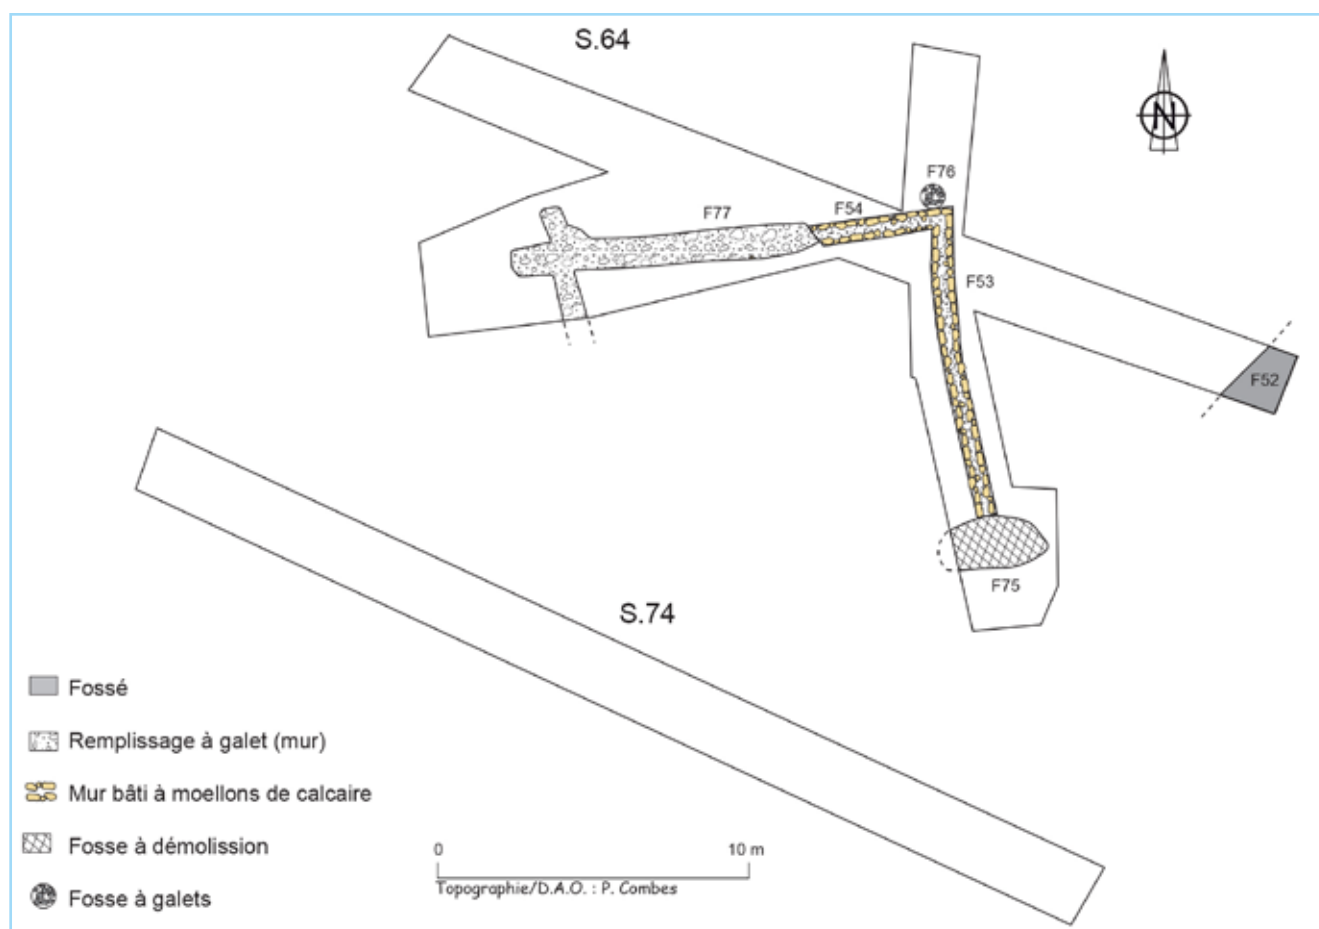 S.64
N
F76
F77
F54
F53
F52
F75
S.74
Fossé
Remplissage à galet (mur)
Mur bâti à moellons de calcaire
Fosse à démolission
Fosse à galets
0 10 m
Topographie/D.A.O. : P. Combes